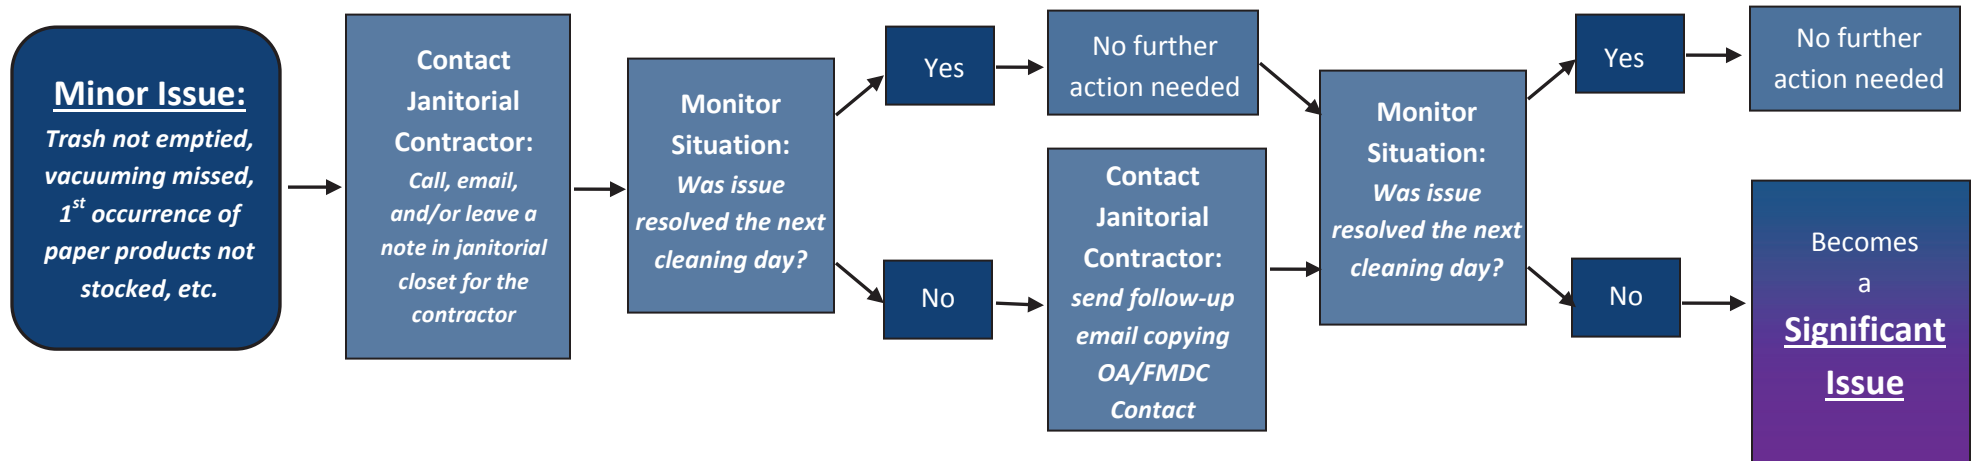 Minor Issue:
Trash not emptied,
vacuuming missed,
1st occurrence of
paper products not
stocked, etc.
Contact
Janitorial
Contractor:
Call, email,
and/or leave a
note in janitorial
closet for the
contractor
Monitor
Situation:
Was issue
resolved the next
cleaning day?
Yes
No further
action needed
No
Contact
Janitorial
Contractor:
send follow-up
email copying
OA/FMDC
Contact
Monitor
Situation:
Was issue
resolved the next
cleaning day?
Yes
No further
action needed
No
Becomes
a
Significant
Issue